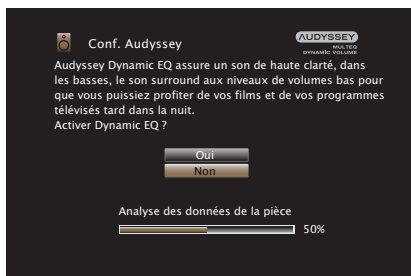 Conf. Audyssey
AUDYSSEY
MULTEQ
DYNAMIC VOLUME
Audyssey Dynamic EQ assure un son de haute clarté, dans
les basses, le son surround aux niveaux de volumes bas pour
que vous puissiez profiter de vos films et de vos programmes
télévisés tard dans la nuit.
Activer Dynamic EQ ?
Oui
Non
Analyse des données de la pièce
50%